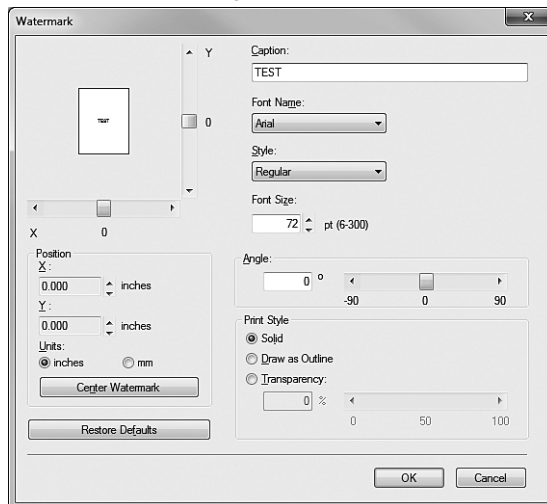 Watermark
X
Y
0
TEST
X
0
Position
X :
0.000
inches
Y :
0.000
inches
Units:
inches
mm
Center Watermark
Restore Defaults
Caption:
TEST
Font Name:
Arial
Style:
Regular
Font Size:
72
pt (6-300)
Angle:
0 °
-90
0
90
Print Style
Solid
Draw as Outline
Transparency:
0 %
0
50
100
OK
Cancel